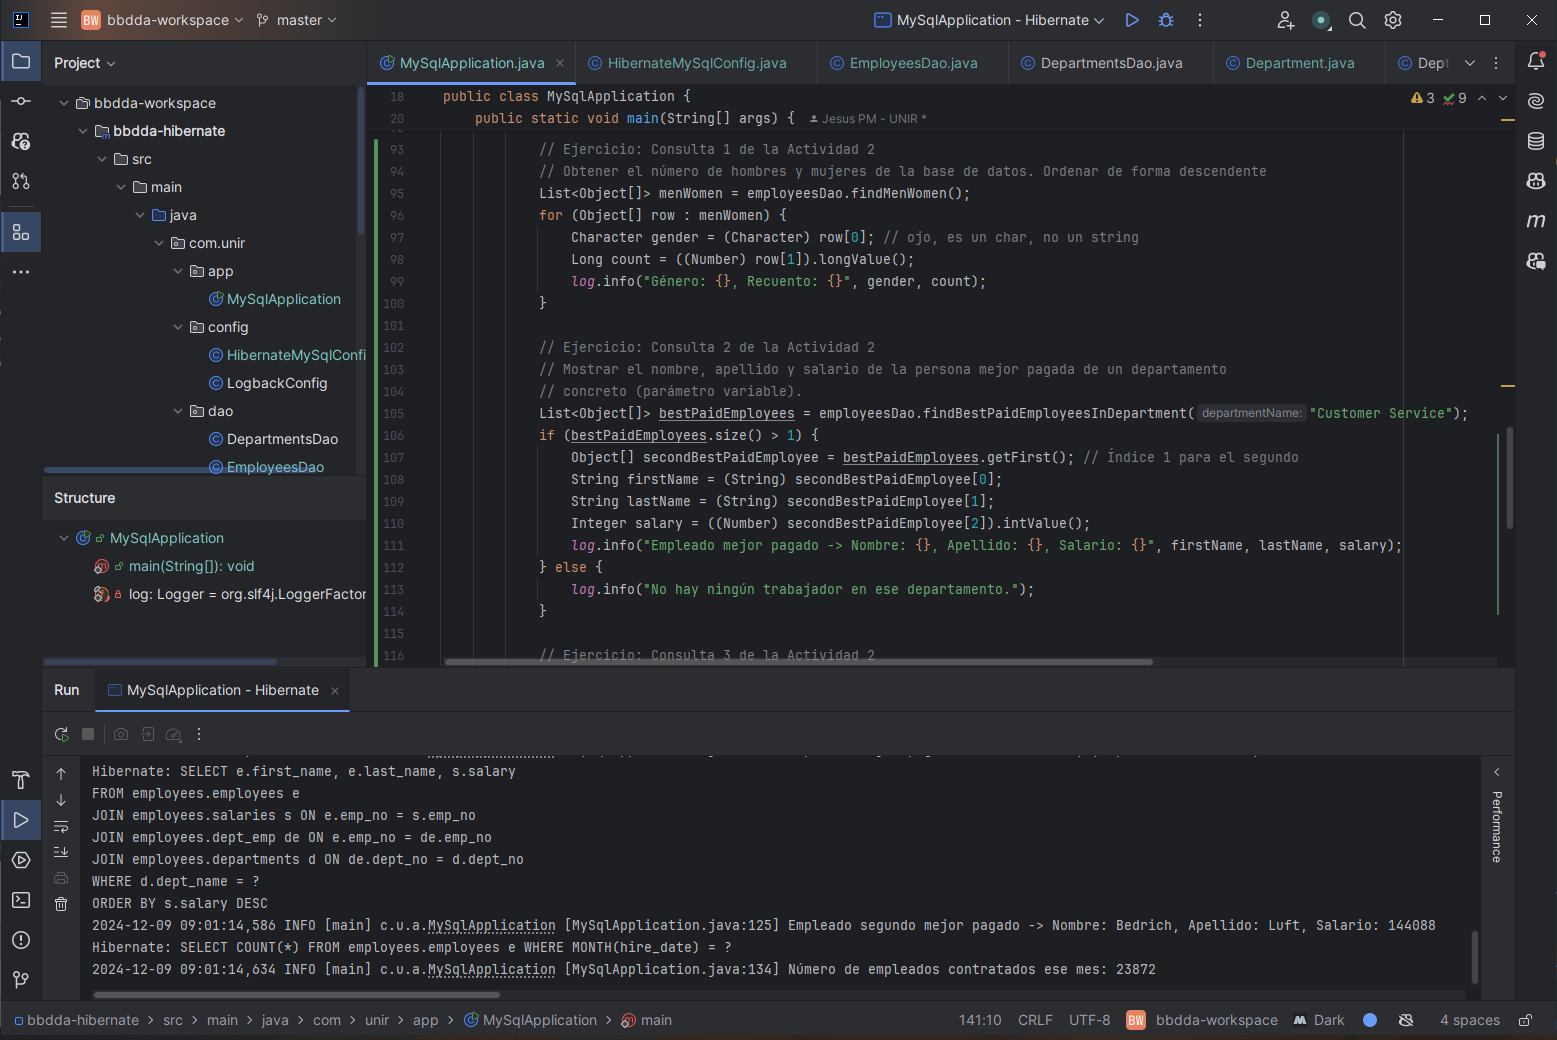 BW bbdda-workspace master MySqlApplication - Hibernate
Project
MySqlApplication.java HibernateMySqlConfig.java EmployeesDao.java DepartmentsDao.java Department.java Dept
bbdda-workspace
bbdda-hibernate
src
main
java
com.unir
app
MySqlApplication
config
HibernateMySqlConfi
LogbackConfig
dao
DepartmentsDao
EmployeesDao
Structure
MySqlApplication
main(String[]): void
log: Logger = org.slf4j.LoggerFactor
3 9
18 public class MySqlApplication {
20 public static void main(String[] args) { Jesus PM - UNIR *
93 // Ejercicio: Consulta 1 de la Actividad 2
94 // Obtener el número de hombres y mujeres de la base de datos. Ordenar de forma descendente
95 List<Object[]> menWomen = employeesDao.findMenWomen();
96 for (Object[] row : menWomen) {
97 Character gender = (Character) row[0]; // ojo, es un char, no un string
98 Long count = ((Number) row[1]).longValue();
99 log.info("Género: {}, Recuento: {}", gender, count);
100 }
101
102 // Ejercicio: Consulta 2 de la Actividad 2
103 // Mostrar el nombre, apellido y salario de la persona mejor pagada de un departamento
104 // concreto (parámetro variable).
105 List<Object[]> bestPaidEmployees = employeesDao.findBestPaidEmployeesInDepartment( departmentName: "Customer Service");
106 if (bestPaidEmployees.size() > 1) {
107 Object[] secondBestPaidEmployee = bestPaidEmployees.getFirst(); // Índice 1 para el segundo
108 String firstName = (String) secondBestPaidEmployee[0];
109 String lastName = (String) secondBestPaidEmployee[1];
110 Integer salary = ((Number) secondBestPaidEmployee[2]).intValue();
111 log.info("Empleado mejor pagado -> Nombre: {}, Apellido: {}, Salario: {}", firstName, lastName, salary);
112 } else {
113 log.info("No hay ningún trabajador en ese departamento.");
114 }
115
116 // Ejercicio: Consulta 3 de la Actividad 2
Run MySqlApplication - Hibernate
Hibernate: SELECT e.first_name, e.last_name, s.salary
FROM employees.employees e
JOIN employees.salaries s ON e.emp_no = s.emp_no
JOIN employees.dept_emp de ON e.emp_no = de.emp_no
JOIN employees.departments d ON de.dept_no = d.dept_no
WHERE d.dept_name = ?
ORDER BY s.salary DESC
2024-12-09 09:01:14,586 INFO [main] c.u.a.MySqlApplication [MySqlApplication.java:125] Empleado segundo mejor pagado -> Nombre: Bedrich, Apellido: Luft, Salario: 144088
Hibernate: SELECT COUNT(*) FROM employees.employees e WHERE MONTH(hire_date) = ?
2024-12-09 09:01:14,634 INFO [main] c.u.a.MySqlApplication [MySqlApplication.java:134] Número de empleados contratados ese mes: 23872
Performance
bbdda-hibernate > src > main > java > com > unir > app > MySqlApplication > main 141:10 CRLF UTF-8 BW bbdda-workspace Dark 4 spaces